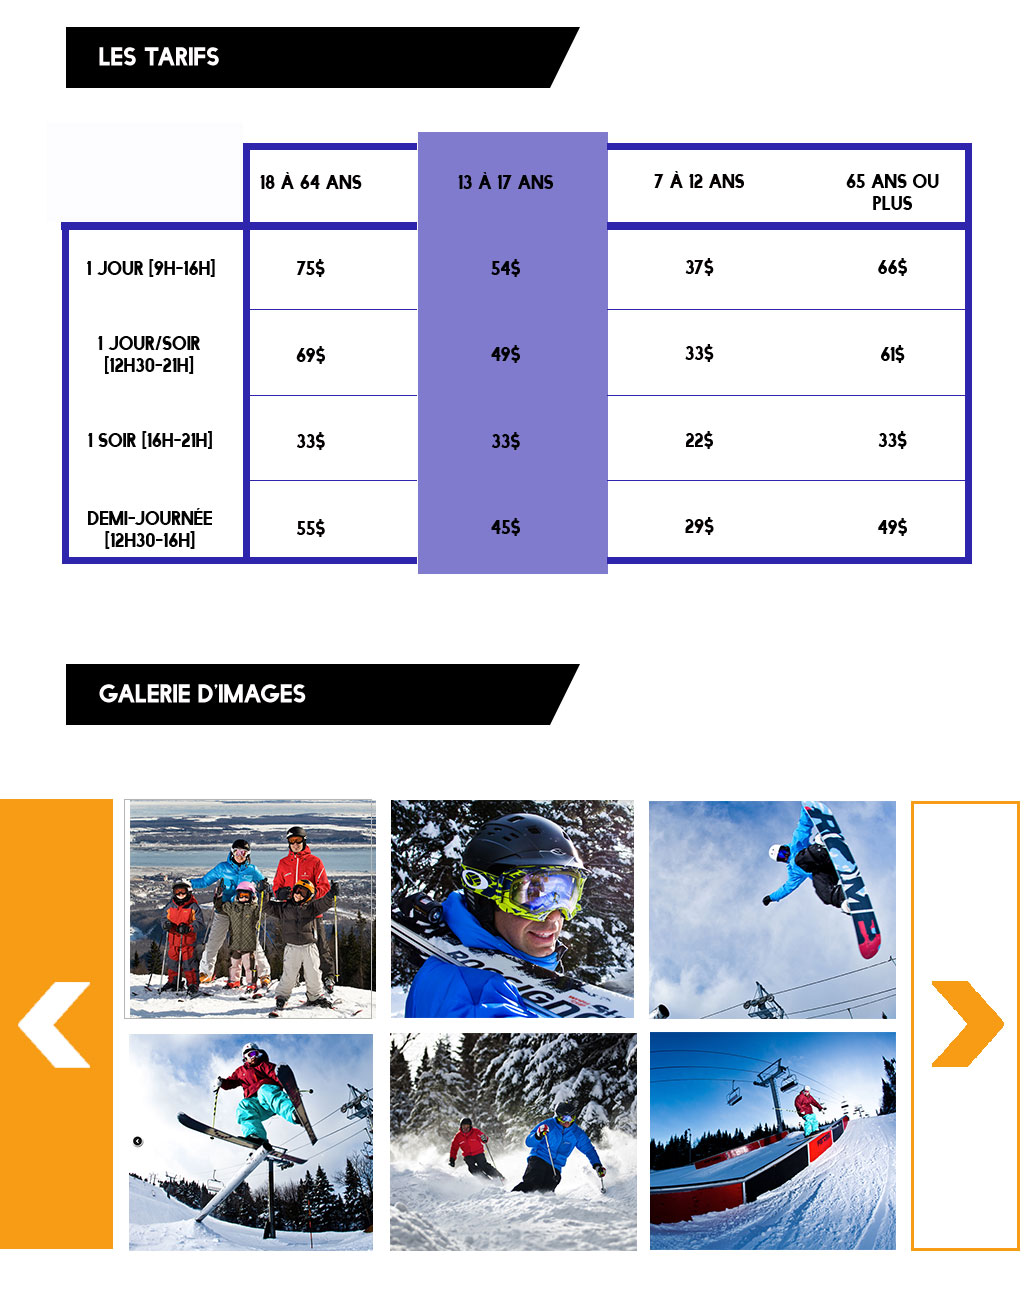 LES TARIFS
18 À 64 ANS
13 À 17 ANS
7 À 12 ANS
65 ANS OU
PLUS
1 JOUR [9H-16H]
75$
54$
37$
66$
1 JOUR/SOIR
[12H30-21H]
69$
49$
33$
61$
1 SOIR [16H-21H]
33$
33$
22$
33$
DEMI-JOURNÉE
[12H30-16H]
55$
45$
29$
49$
GALERIE D'IMAGES
ROSSIGNOL
ROME